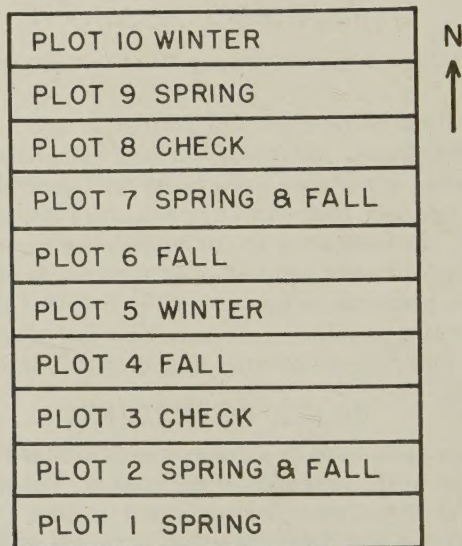 PLOT 10 WINTER
N
PLOT 9 SPRING
PLOT 8 CHECK
PLOT 7 SPRING & FALL
PLOT 6 FALL
PLOT 5 WINTER
PLOT 4 FALL
PLOT 3 CHECK
PLOT 2 SPRING & FALL
PLOT 1 SPRING